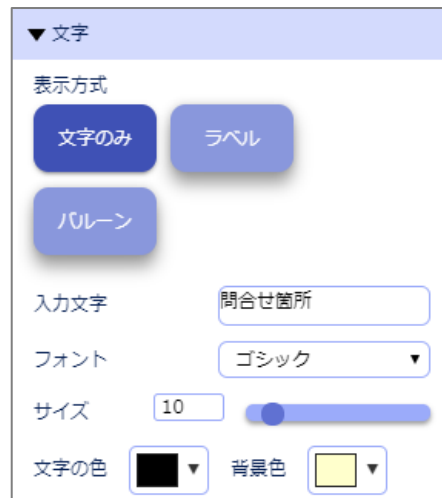 ▼ 文字
表示方式
文字のみ ラベル
バルーン
入力文字 問合せ箇所
フォント ゴシック ▼
サイズ 10
文字の色 ▼ 背景色 ▼